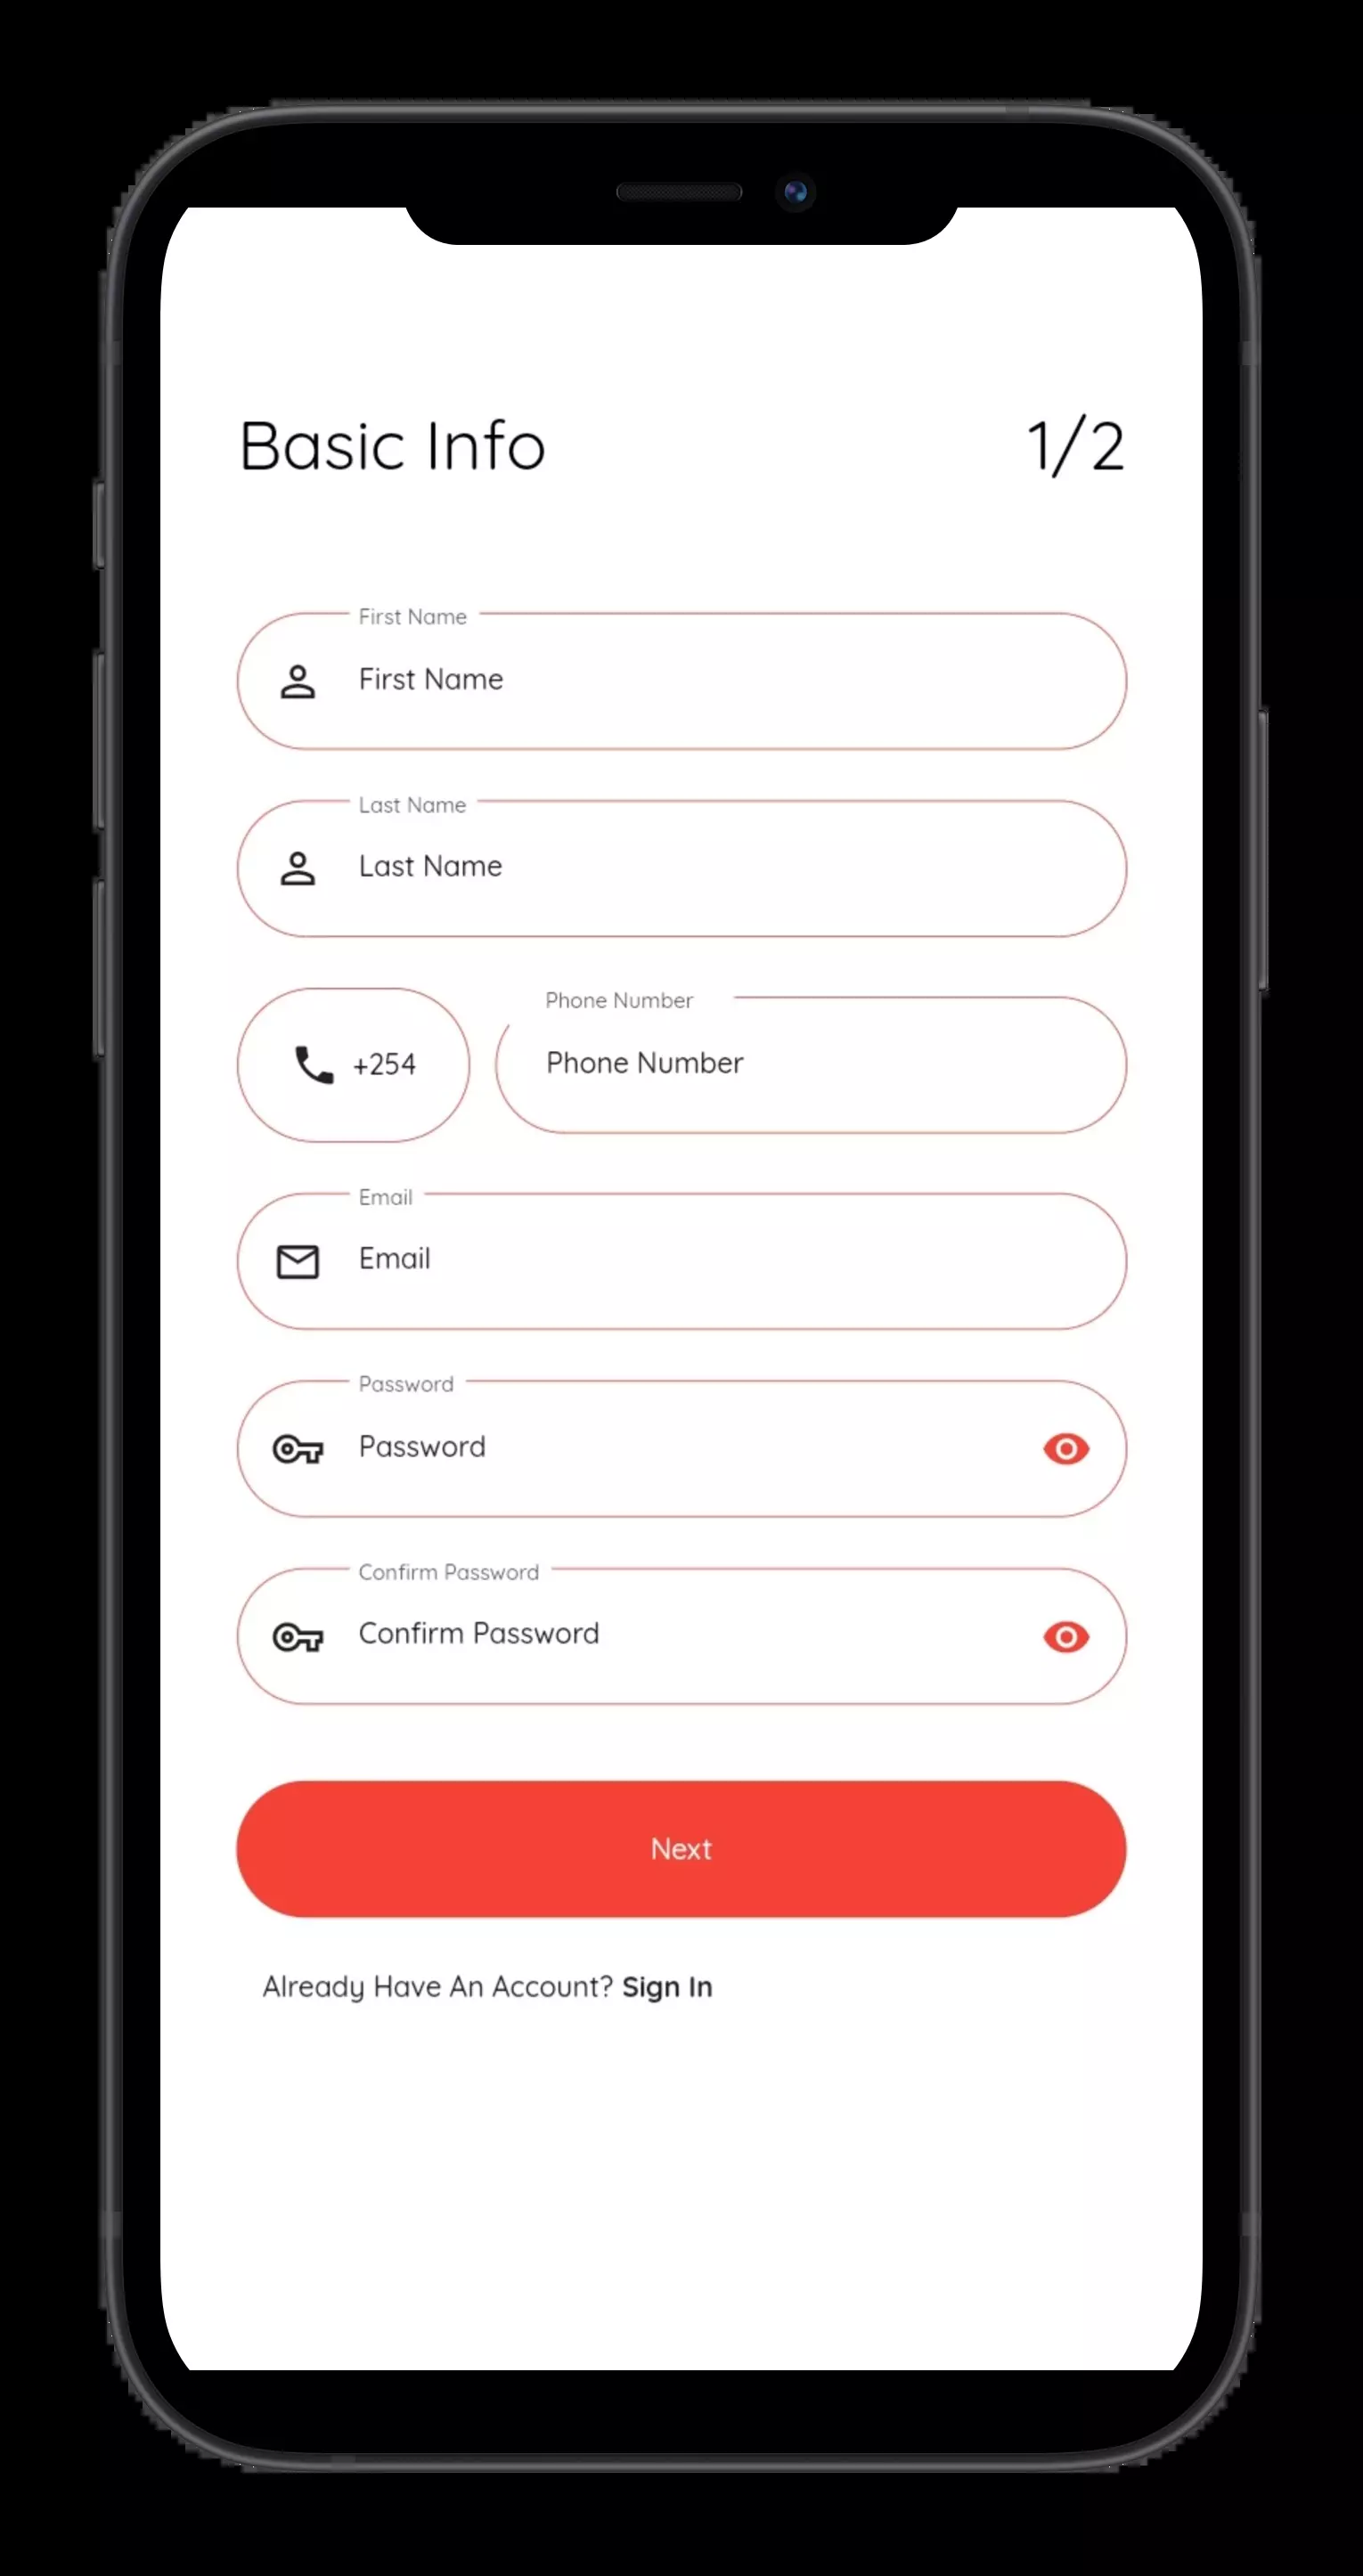 Basic Info 1/2
First Name
First Name
Last Name
Last Name
+254
Phone Number
Phone Number
Email
Email
Password
Password
Confirm Password
Confirm Password
Next
Already Have An Account? Sign In